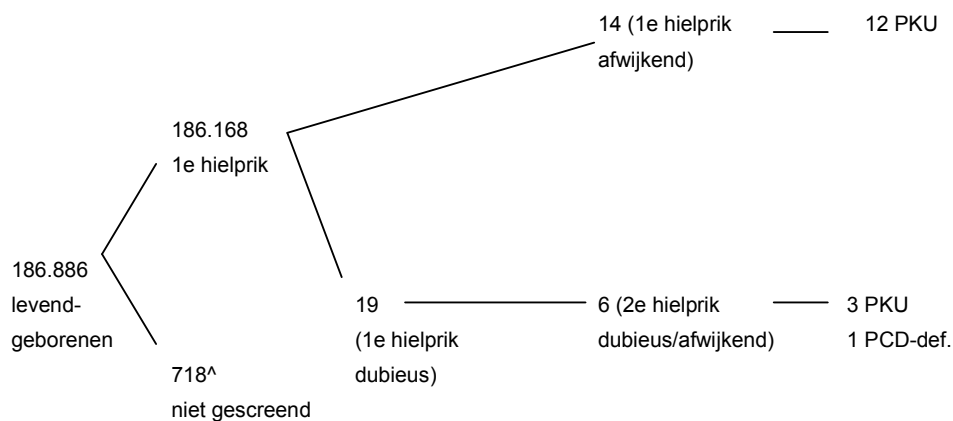 14 (1e hielprik
afwijkend)
12 PKU
186.168
1e hielprik
186.886
levend-
geborenen
19
(1e hielprik
dubieus)
6 (2e hielprik
dubieus/afwijkend)
3 PKU
1 PCD-def.
718^
niet gescreend